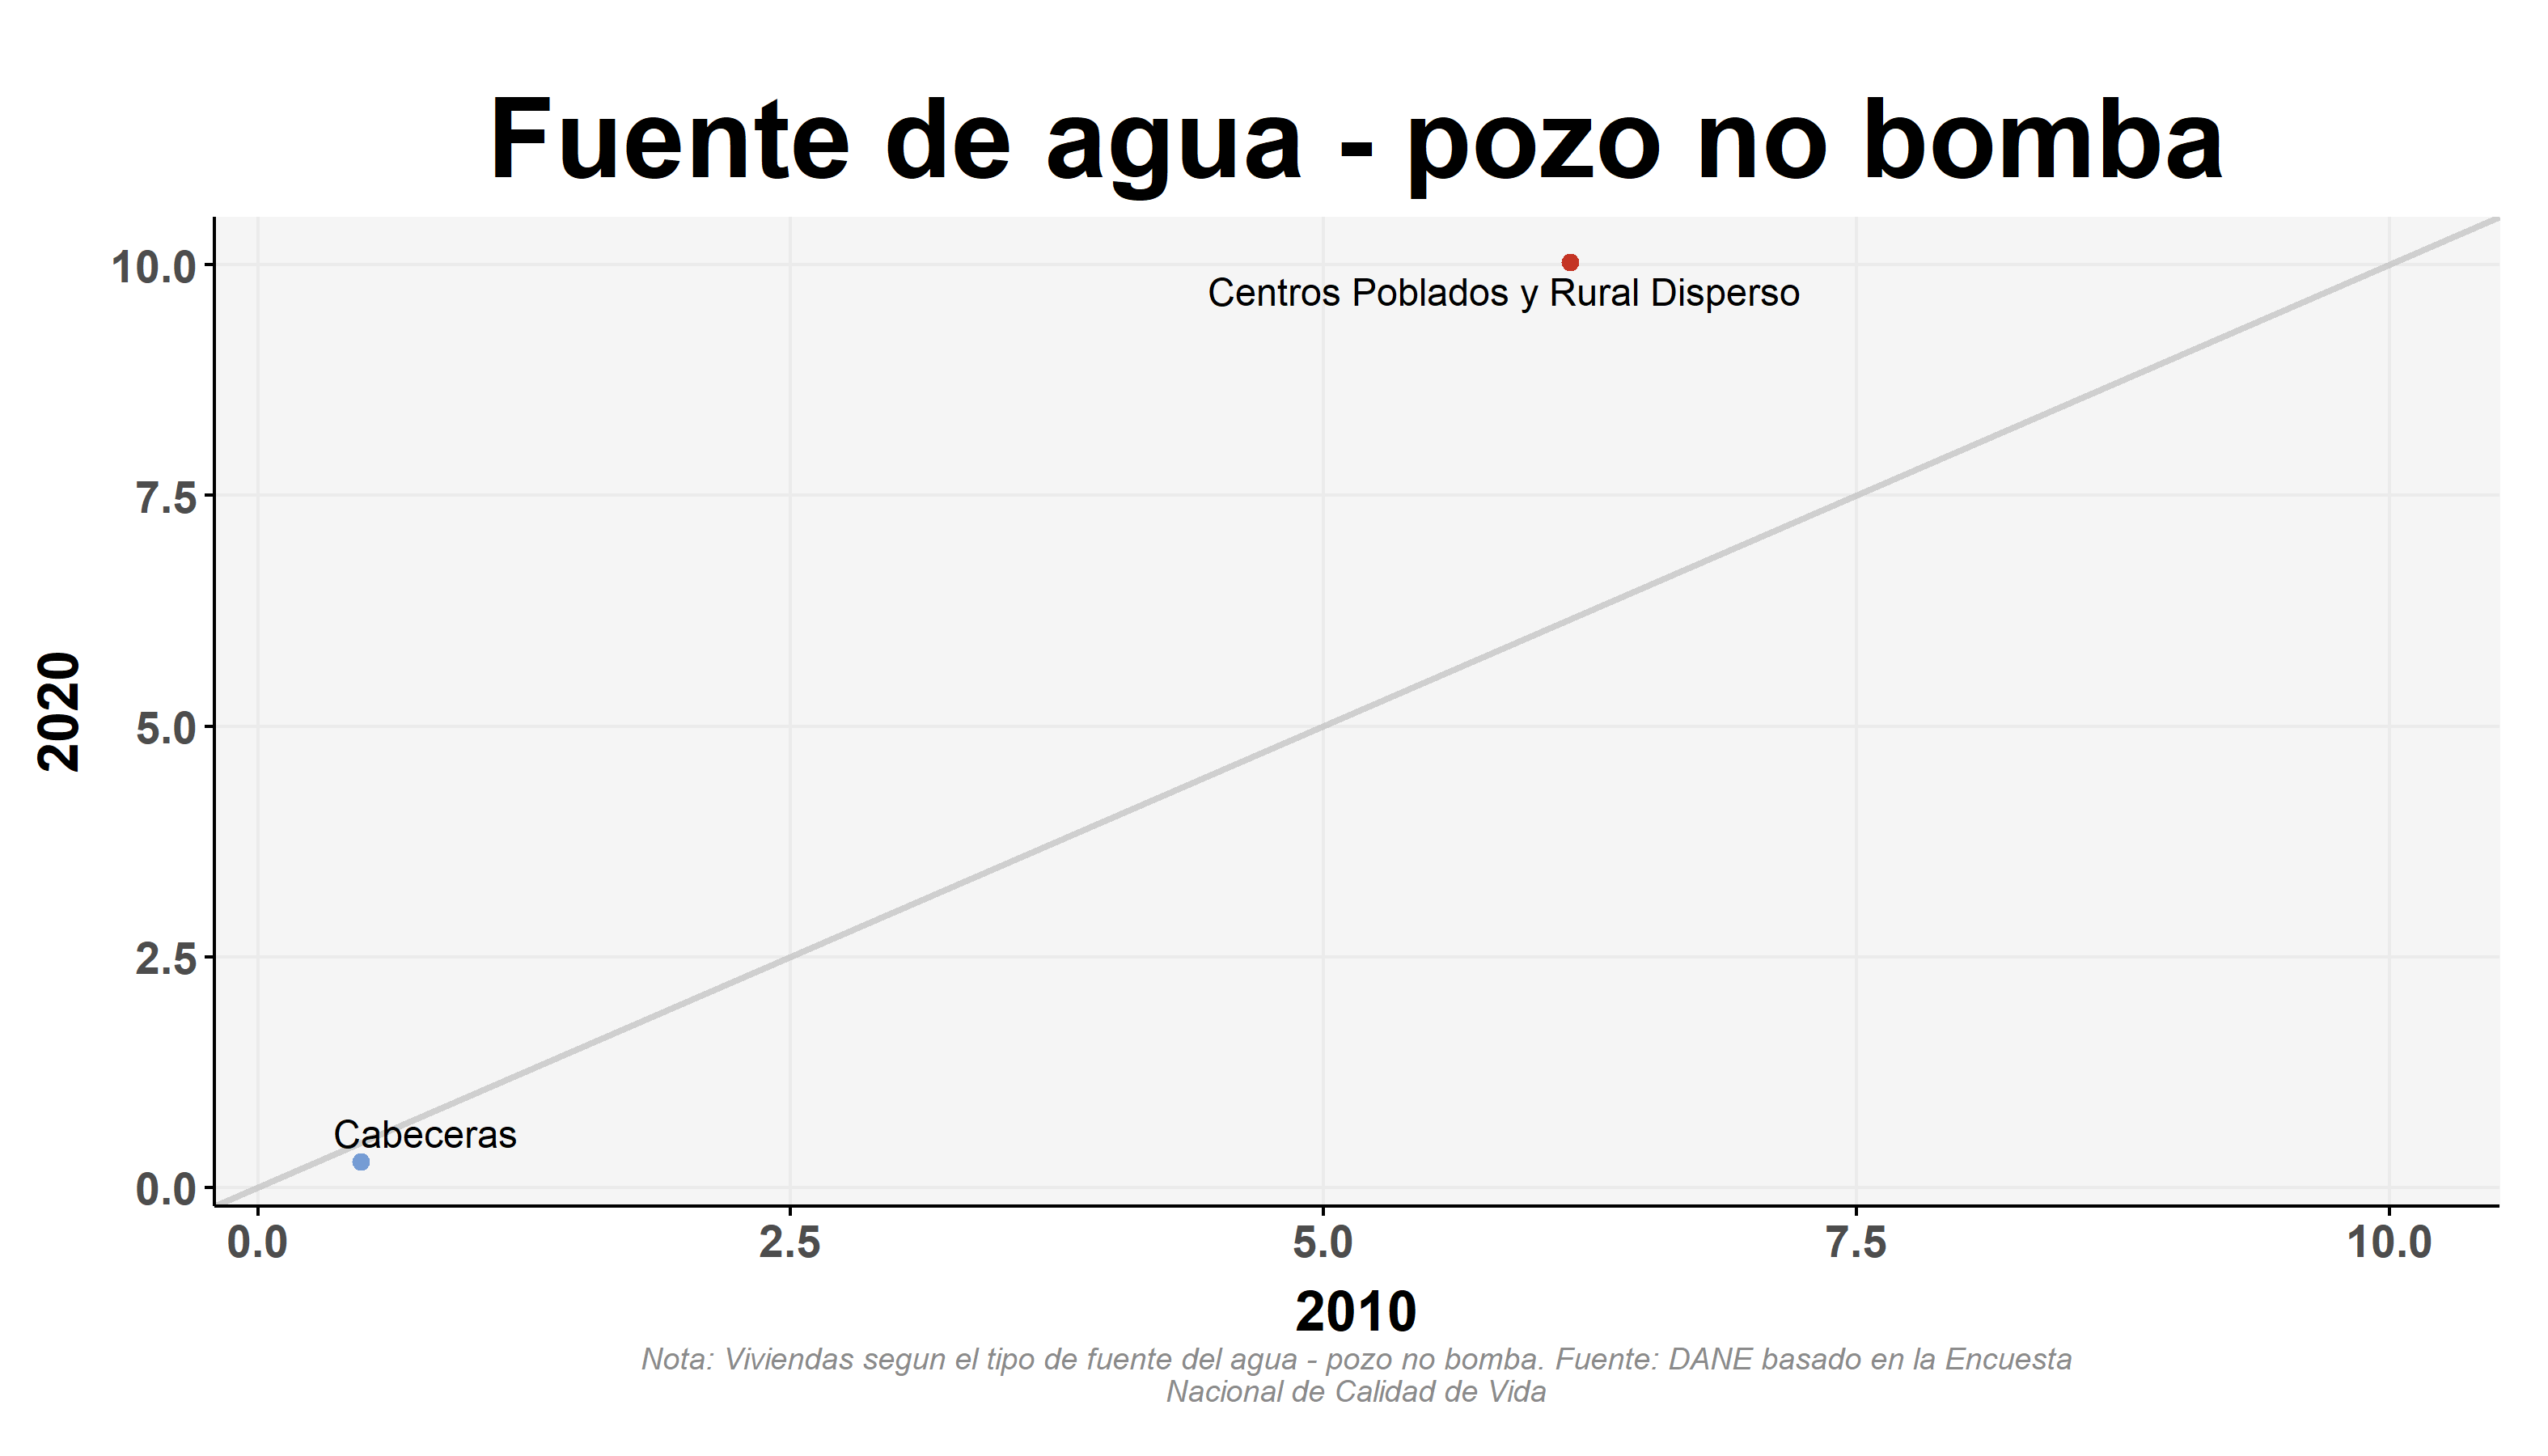 Fuente de agua - pozo no bomba
10.0
Centros Poblados y Rural Disperso
7.5
5.0
2020
2.5
Cabeceras
0.0
0.0 2.5 5.0 7.5 10.0
2010
Nota: Viviendas segun el tipo de fuente del agua - pozo no bomba. Fuente: DANE basado en la Encuesta
Nacional de Calidad de Vida